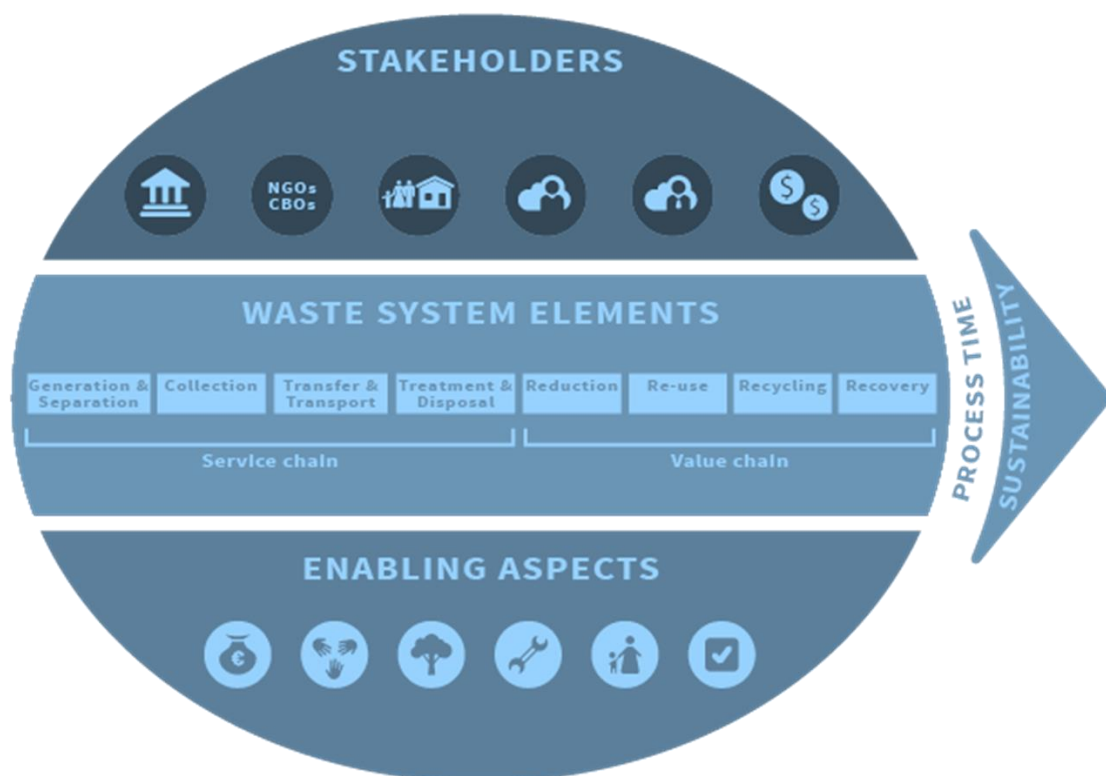 STAKEHOLDERS
NGOs
CBOs
$
$
WASTE SYSTEM ELEMENTS
Generation &
Separation
Collection
Transfer &
Transport
Treatment &
Disposal
Reduction
Re-use
Recycling
Recovery
Service chain
Value chain
PROCESS TIME
SUSTAINABILITY
ENABLING ASPECTS
€